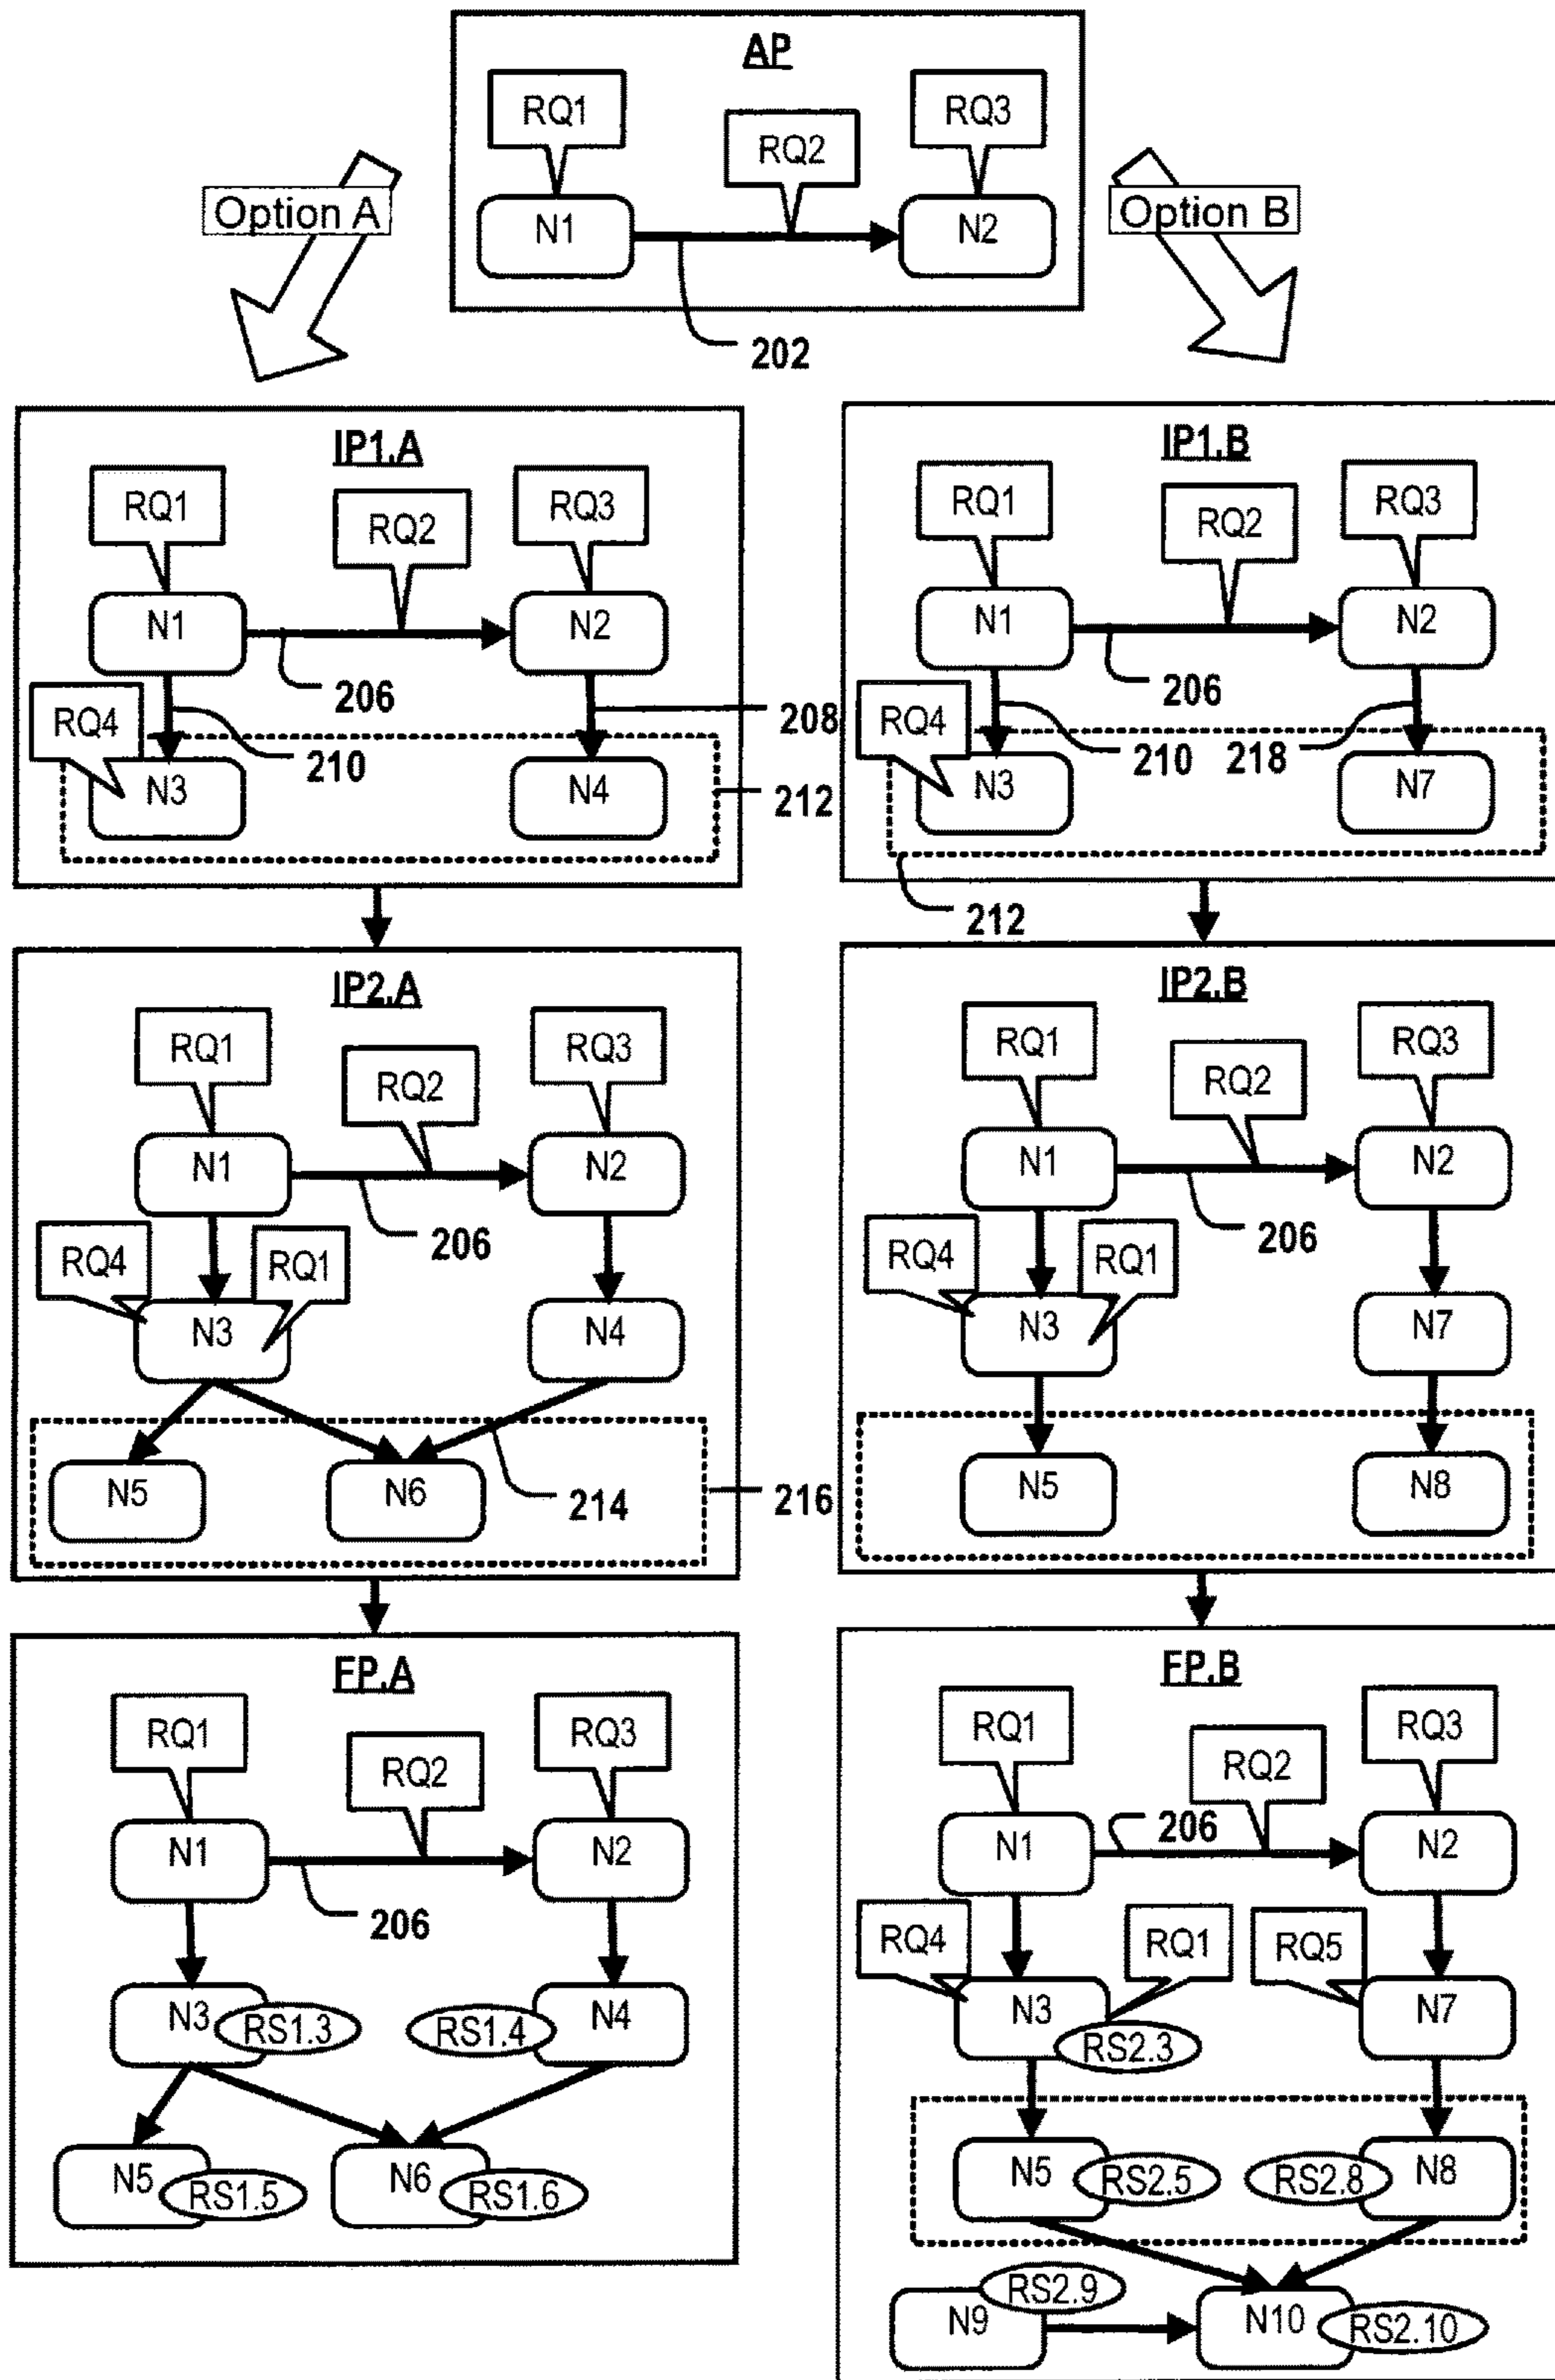 AP
RQ1
RQ2
RQ3
N1
N2
202
Option A
Option B
IP1.A
RQ1
RQ2
RQ3
N1
N2
206
208
RQ4
210
N3
N4
212
IP1.B
RQ1
RQ2
RQ3
N1
N2
206
RQ4
210
218
N3
N7
212
IP2.A
RQ1
RQ2
RQ3
N1
N2
206
RQ4
RQ1
N3
N4
N5
N6
214
216
IP2.B
RQ1
RQ2
RQ3
N1
N2
206
RQ4
RQ1
N3
N7
N5
N8
FP.A
RQ1
RQ2
RQ3
N1
N2
206
N3
RS1.3
RS1.4
N4
N5
RS1.5
N6
RS1.6
FP.B
RQ1
RQ2
RQ3
N1
206
N2
RQ4
RQ1
RQ5
N3
RS2.3
N7
N5
RS2.5
RS2.8
N8
N9
RS2.9
N10
RS2.10